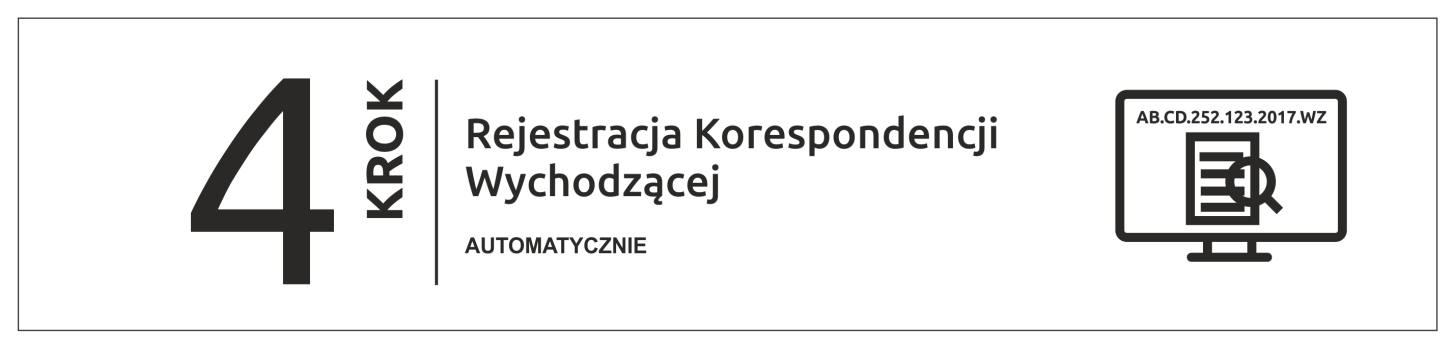 4
KROK
Rejestracja Korespondencji
Wychodzącej
AUTOMATYCZNIE
AB.CD.252.123.2017.WZ